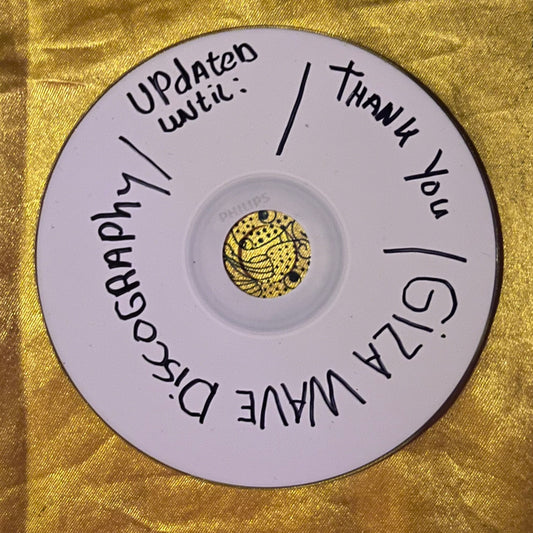 UPdAteD
until:
/ THANK You
/ GIZA WAVE DiSCOGRAPhy /
PHILIPS